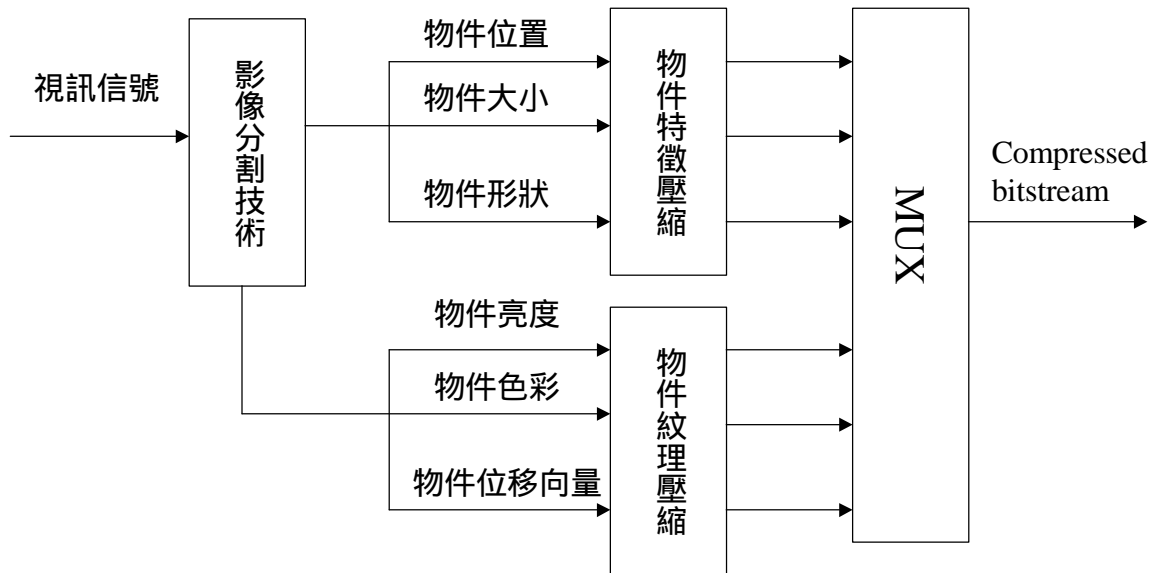 視訊信號
影像分割技術
物件位置
物件大小
物件形狀
物件特徵壓縮
物件亮度
物件色彩
物件位移向量
物件紋理壓縮
MUX
Compressed
bitstream